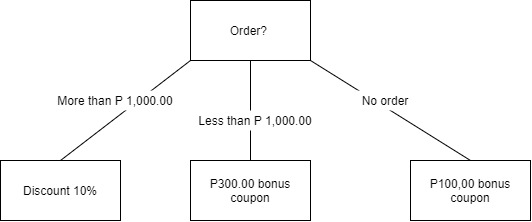 Order?
More than P 1,000.00
No order
Less than P 1,000.00
Discount 10%
P300.00 bonus
coupon
P100,00 bonus
coupon